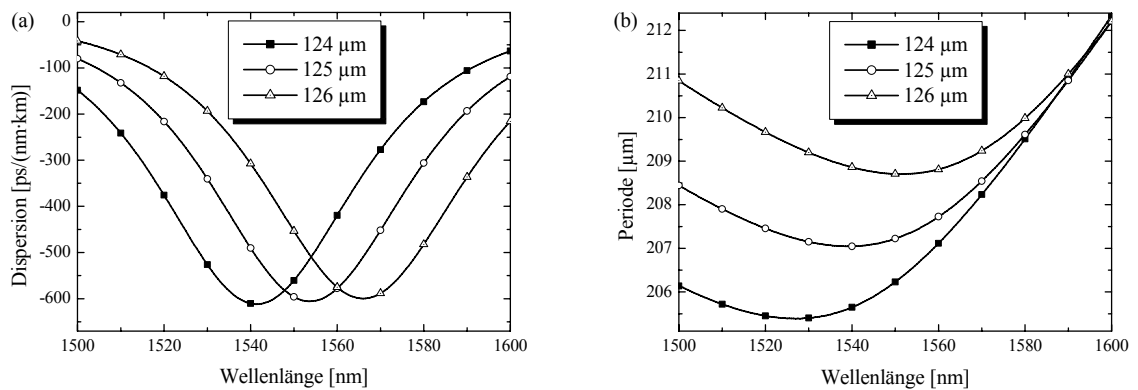 (a)
0
-100
-200
-300
-400
-500
-600
Dispersion [ps/(nm·km)]
124 µm
125 µm
126 µm
1500 1520 1540 1560 1580 1600
Wellenlänge [nm]
(b)
212
211
210
209
208
207
206
Periode [µm]
124 µm
125 µm
126 µm
1500 1520 1540 1560 1580 1600
Wellenlänge [nm]